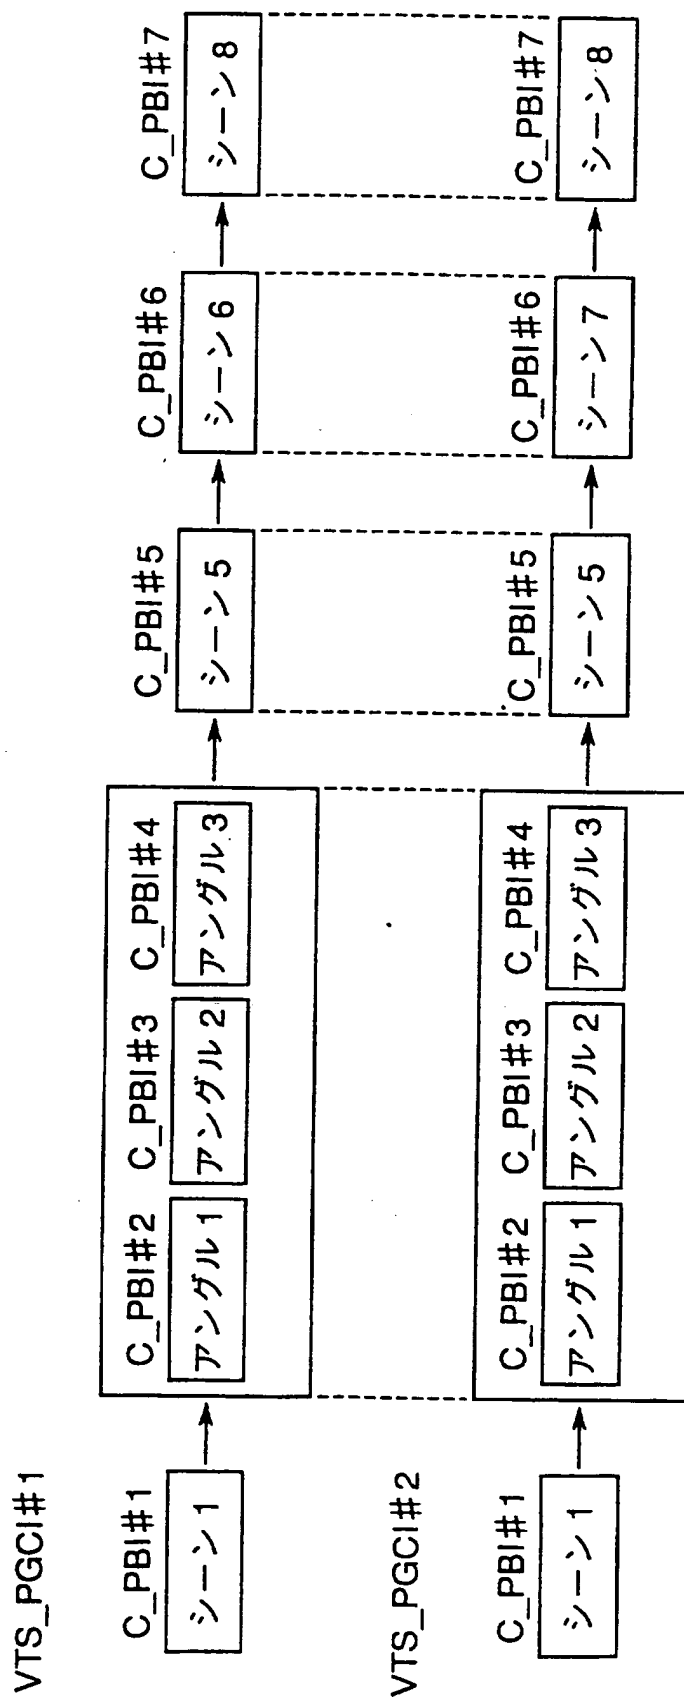 VTS_PGCI#1
C_PBI#1
シーン1
C_PBI#2
アングル1
C_PBI#3
アングル2
C_PBI#4
アングル3
C_PBI#5
シーン5
C_PBI#6
シーン6
C_PBI#7
シーン8
VTS_PGCI#2
C_PBI#1
シーン1
C_PBI#2
アングル1
C_PBI#3
アングル2
C_PBI#4
アングル3
C_PBI#5
シーン5
C_PBI#6
シーン7
C_PBI#7
シーン8